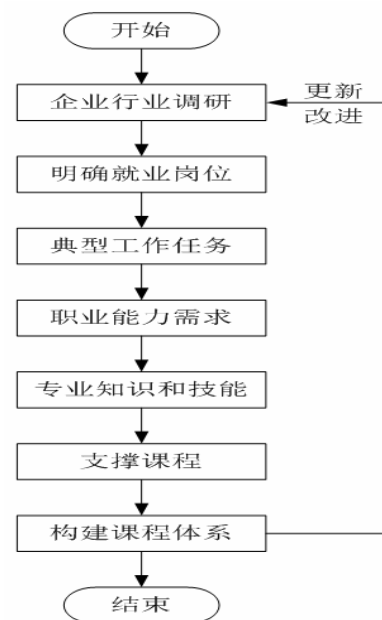 开始
企业行业调研
更新
改进
明确就业岗位
典型工作任务
职业能力需求
专业知识和技能
支撑课程
构建课程体系
结束